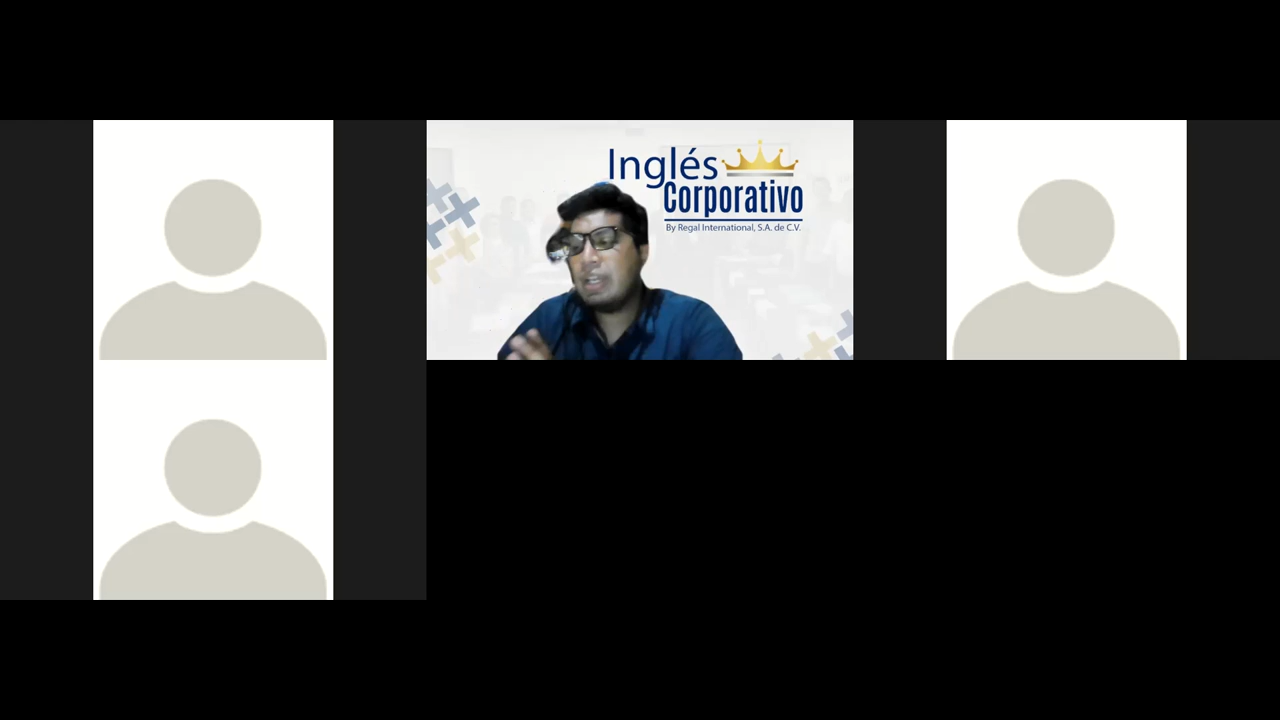 Inglés
Corporativo
By Regal International, S.A. de C.V.